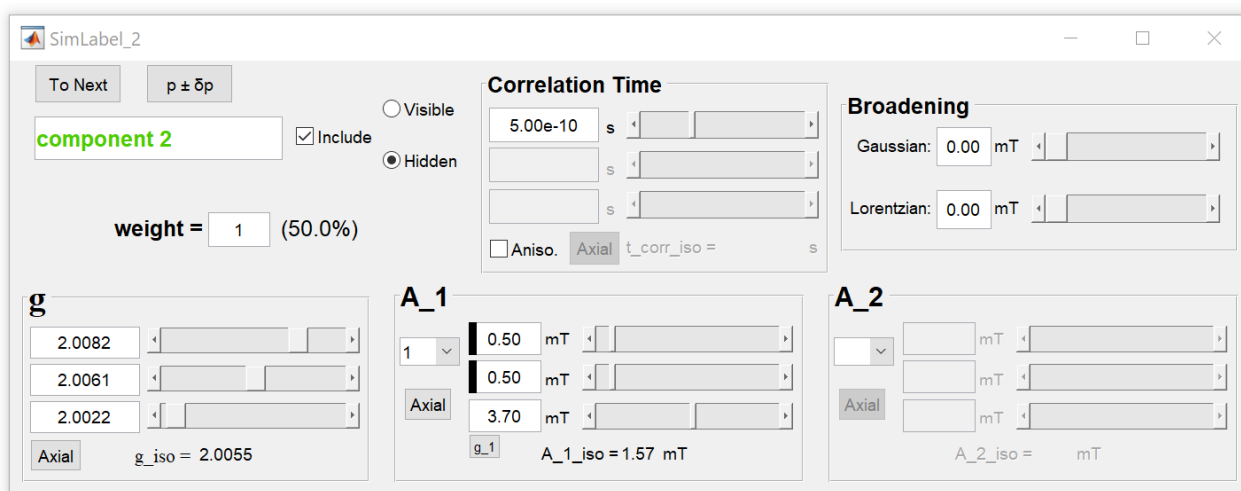 SimLabel_2
To Next
p ± δp
component 2
Include
Visible
Hidden
weight = 1 (50.0%)
Correlation Time
5.00e-10 s
s
s
Aniso. Axial t_corr_iso = s
Broadening
Gaussian: 0.00 mT
Lorentzian: 0.00 mT
g
2.0082
2.0061
2.0022
Axial g_iso = 2.0055
A_1
1
0.50 mT
0.50 mT
Axial
3.70 mT
g_1
A_1_iso = 1.57 mT
A_2
mT
mT
Axial
mT
A_2_iso = mT